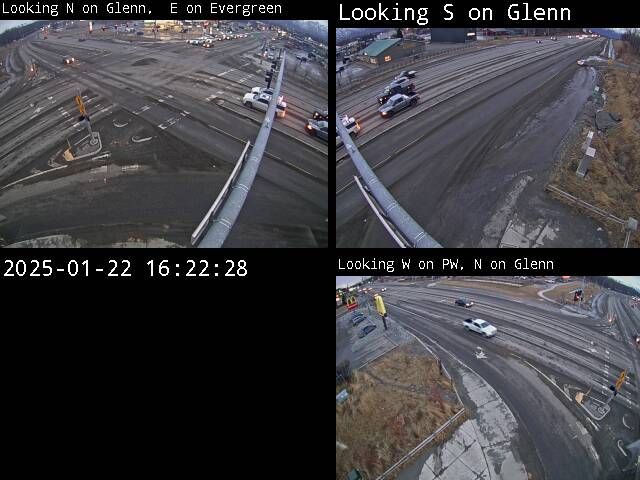 Looking N on Glenn,  E on Evergreen
Looking S on Glenn
2025-01-22 16:22:28
Looking W on PW, N on Glenn